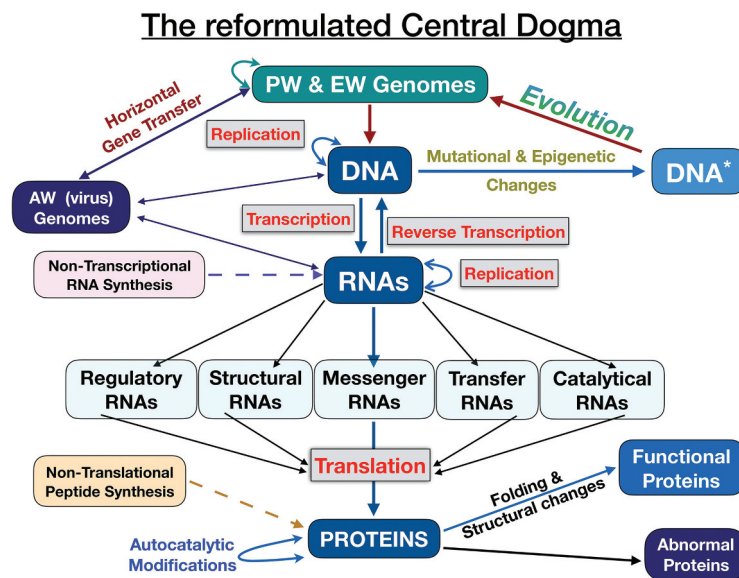 The reformulated Central Dogma
PW & EW Genomes
Horizontal
Gene Transfer
Evolution
Replication
DNA
Mutational & Epigenetic
Changes
DNA*
AW (virus)
Genomes
Transcription
Reverse Transcription
Non-Transcriptional
RNA Synthesis
RNAs
Replication
Regulatory
RNAs
Structural
RNAs
Messenger
RNAs
Transfer
RNAs
Catalytical
RNAs
Translation
Non-Translational
Peptide Synthesis
Folding &
Structural changes
Functional
Proteins
PROTEINS
Autocatalytic
Modifications
Abnormal
Proteins